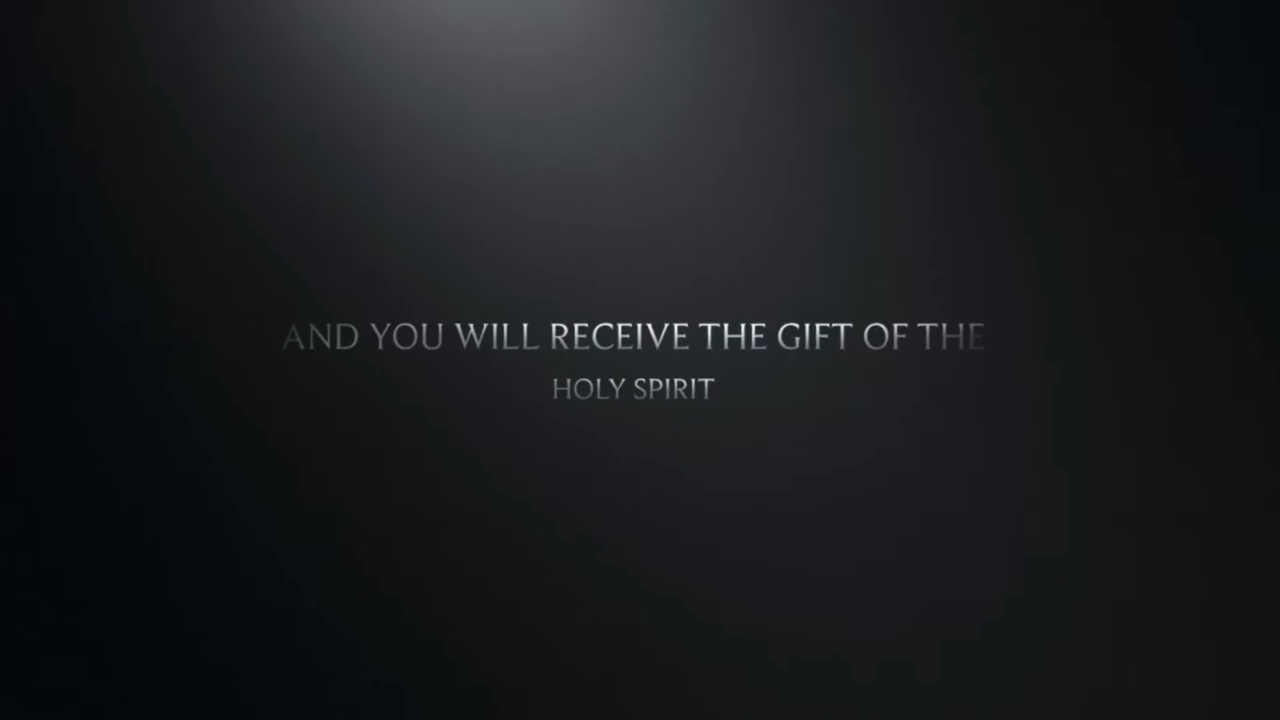 AND YOU WILL RECEIVE THE GIFT OF THE
HOLY SPIRIT